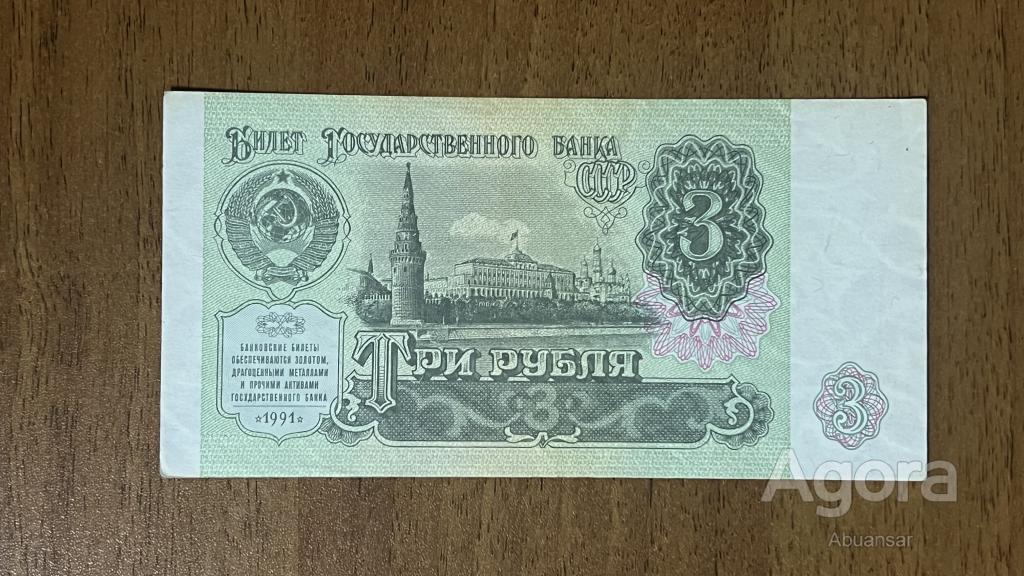 Билет Государственного Банка
СССР
3
Банковские билеты
обеспечиваются золотом,
драгоценными металлами
и прочими активами
Государственного банка
☆1991☆
Три рубля
3
3
Agora
Abuansar